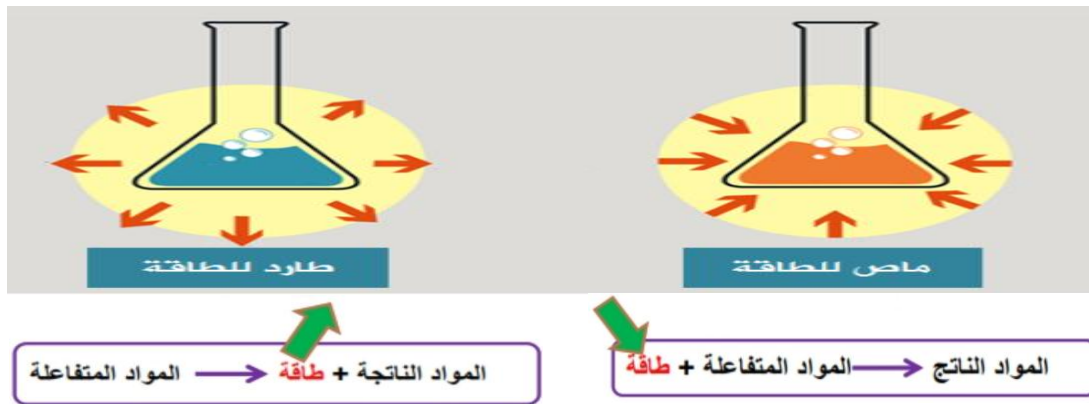 ماص للطاقة
طارد للطاقة
المواد الناتج → المواد المتفاعلة + طاقة
المواد الناتجة + طاقة → المواد المتفاعلة